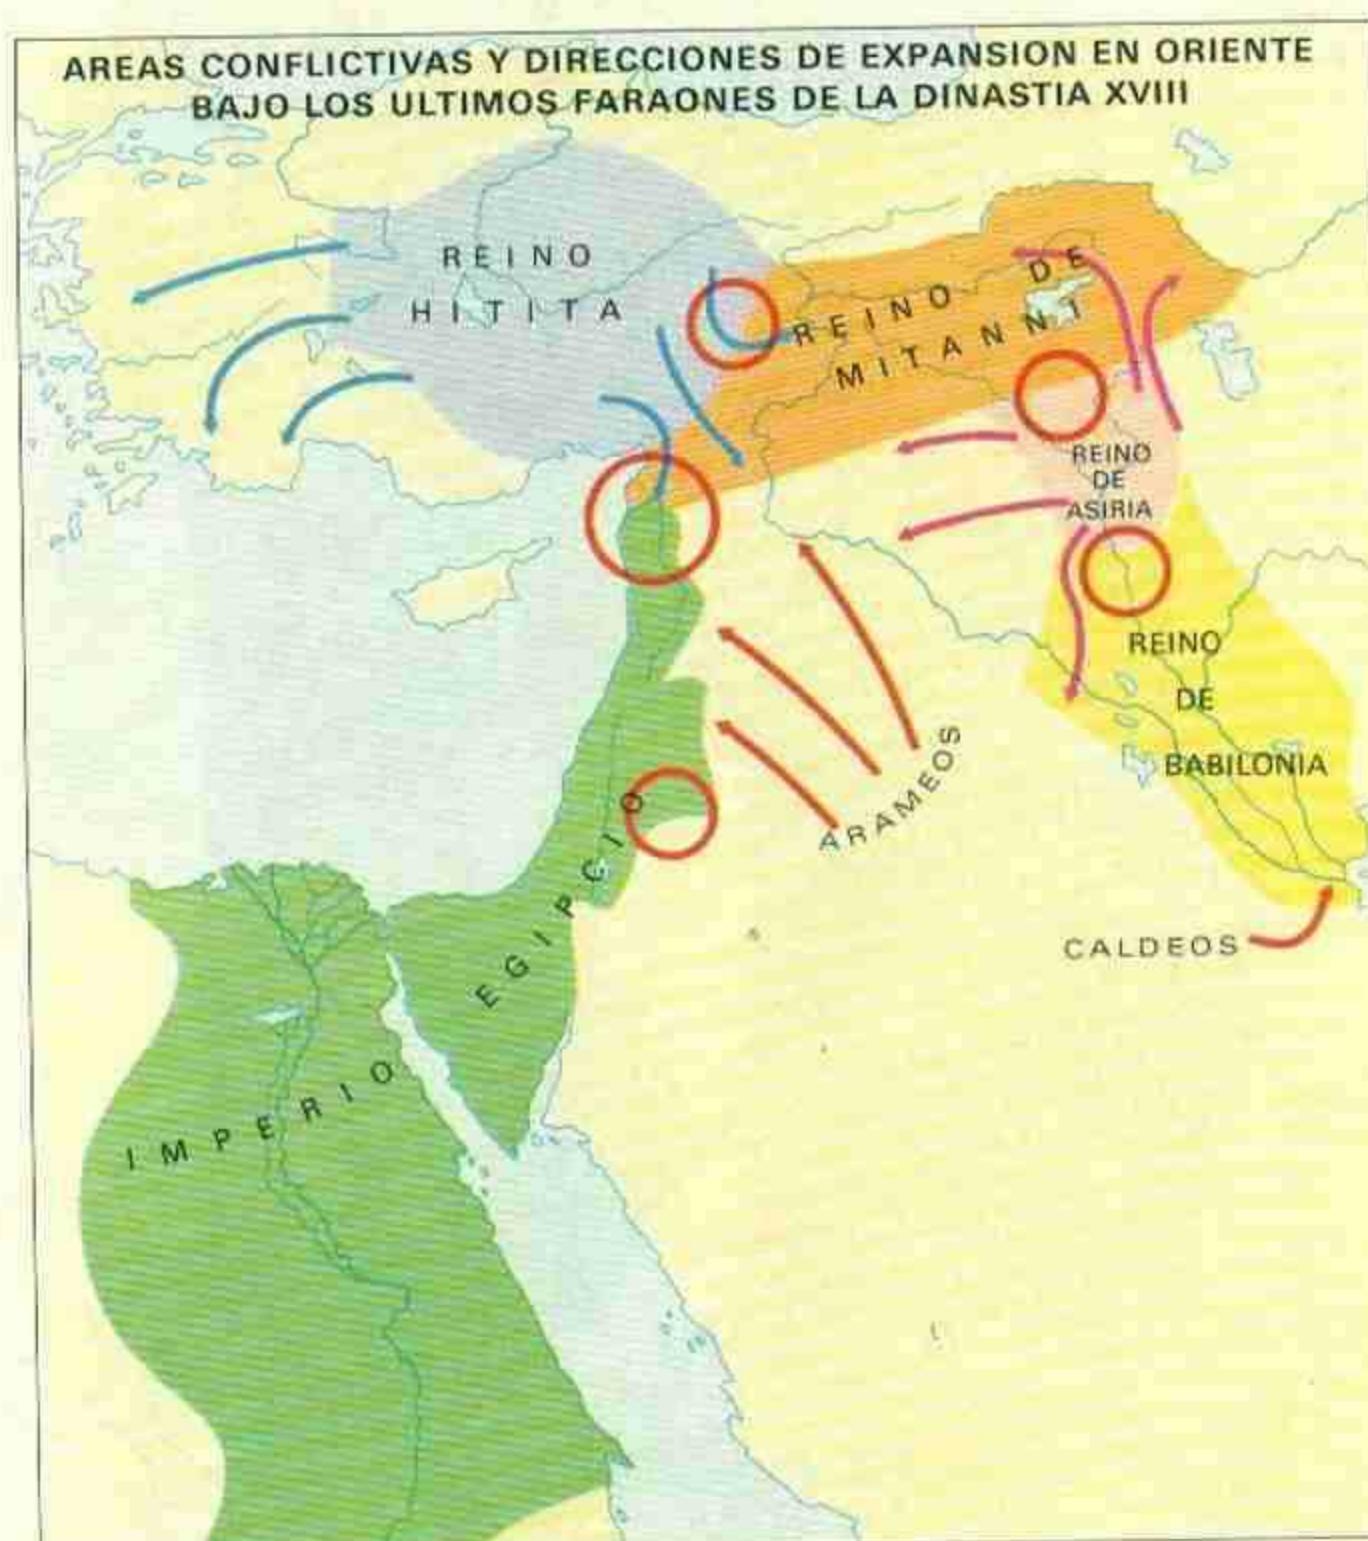 AREAS CONFLICTIVAS Y DIRECCIONES DE EXPANSION EN ORIENTE
BAJO LOS ULTIMOS FARAONES DE LA DINASTIA XVIII
REINO
HITITA
REINO DE
MITANNI
REINO
DE
ASIRIA
REINO
DE
BABILONIA
ARAMEOS
CALDEOS
IMPERIO
EGIPCIO